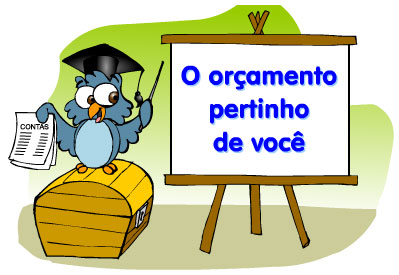 CONTAS
O orçamento
pertinho
de você